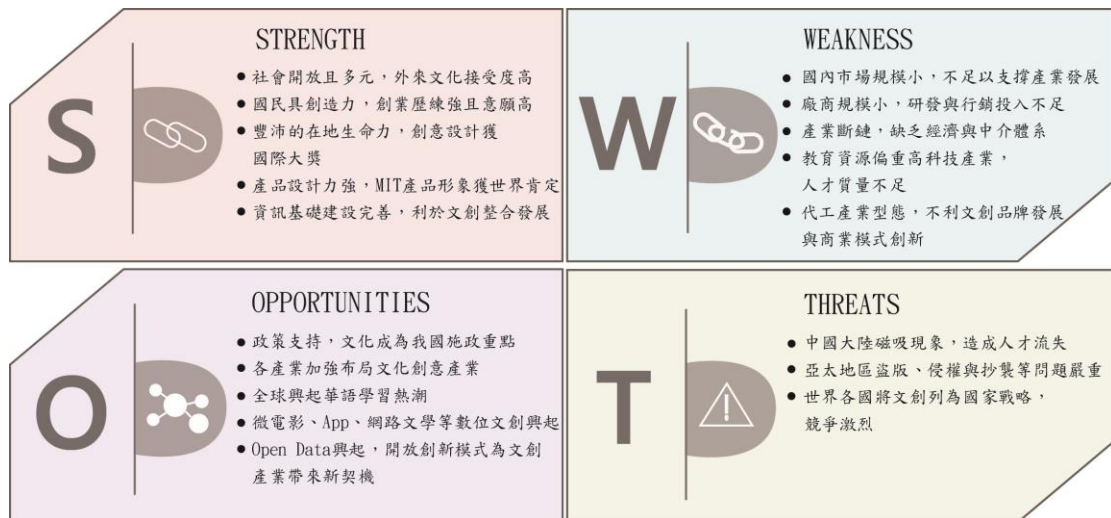 S
STRENGTH
● 社會開放且多元，外來文化接受度高
● 國民具創造力，創業歷練強且意願高
● 豐沛的在地生命力，創意設計獲
國際大獎
● 產品設計力強，MIT產品形象獲世界肯定
● 資訊基礎建設完善，利於文創整合發展
W
WEAKNESS
● 國內市場規模小，不足以支撐產業發展
● 廠商規模小，研發與行銷投入不足
● 產業斷鏈，缺乏經濟與中介體系
● 教育資源偏重高科技產業，
人才質量不足
● 代工產業型態，不利文創品牌發展
與商業模式創新
O
OPPORTUNITIES
● 政策支持，文化成為我國施政重點
● 各產業加強布局文化創意產業
● 全球興起華語學習熱潮
● 微電影、App、網路文學等數位文創興起
● Open Data興起，開放創新模式為文創
產業帶來新契機
T
THREATS
● 中國大陸磁吸現象，造成人才流失
● 亞太地區盜版、侵權與抄襲等問題嚴重
● 世界各國將文創列為國家戰略，
競爭激烈